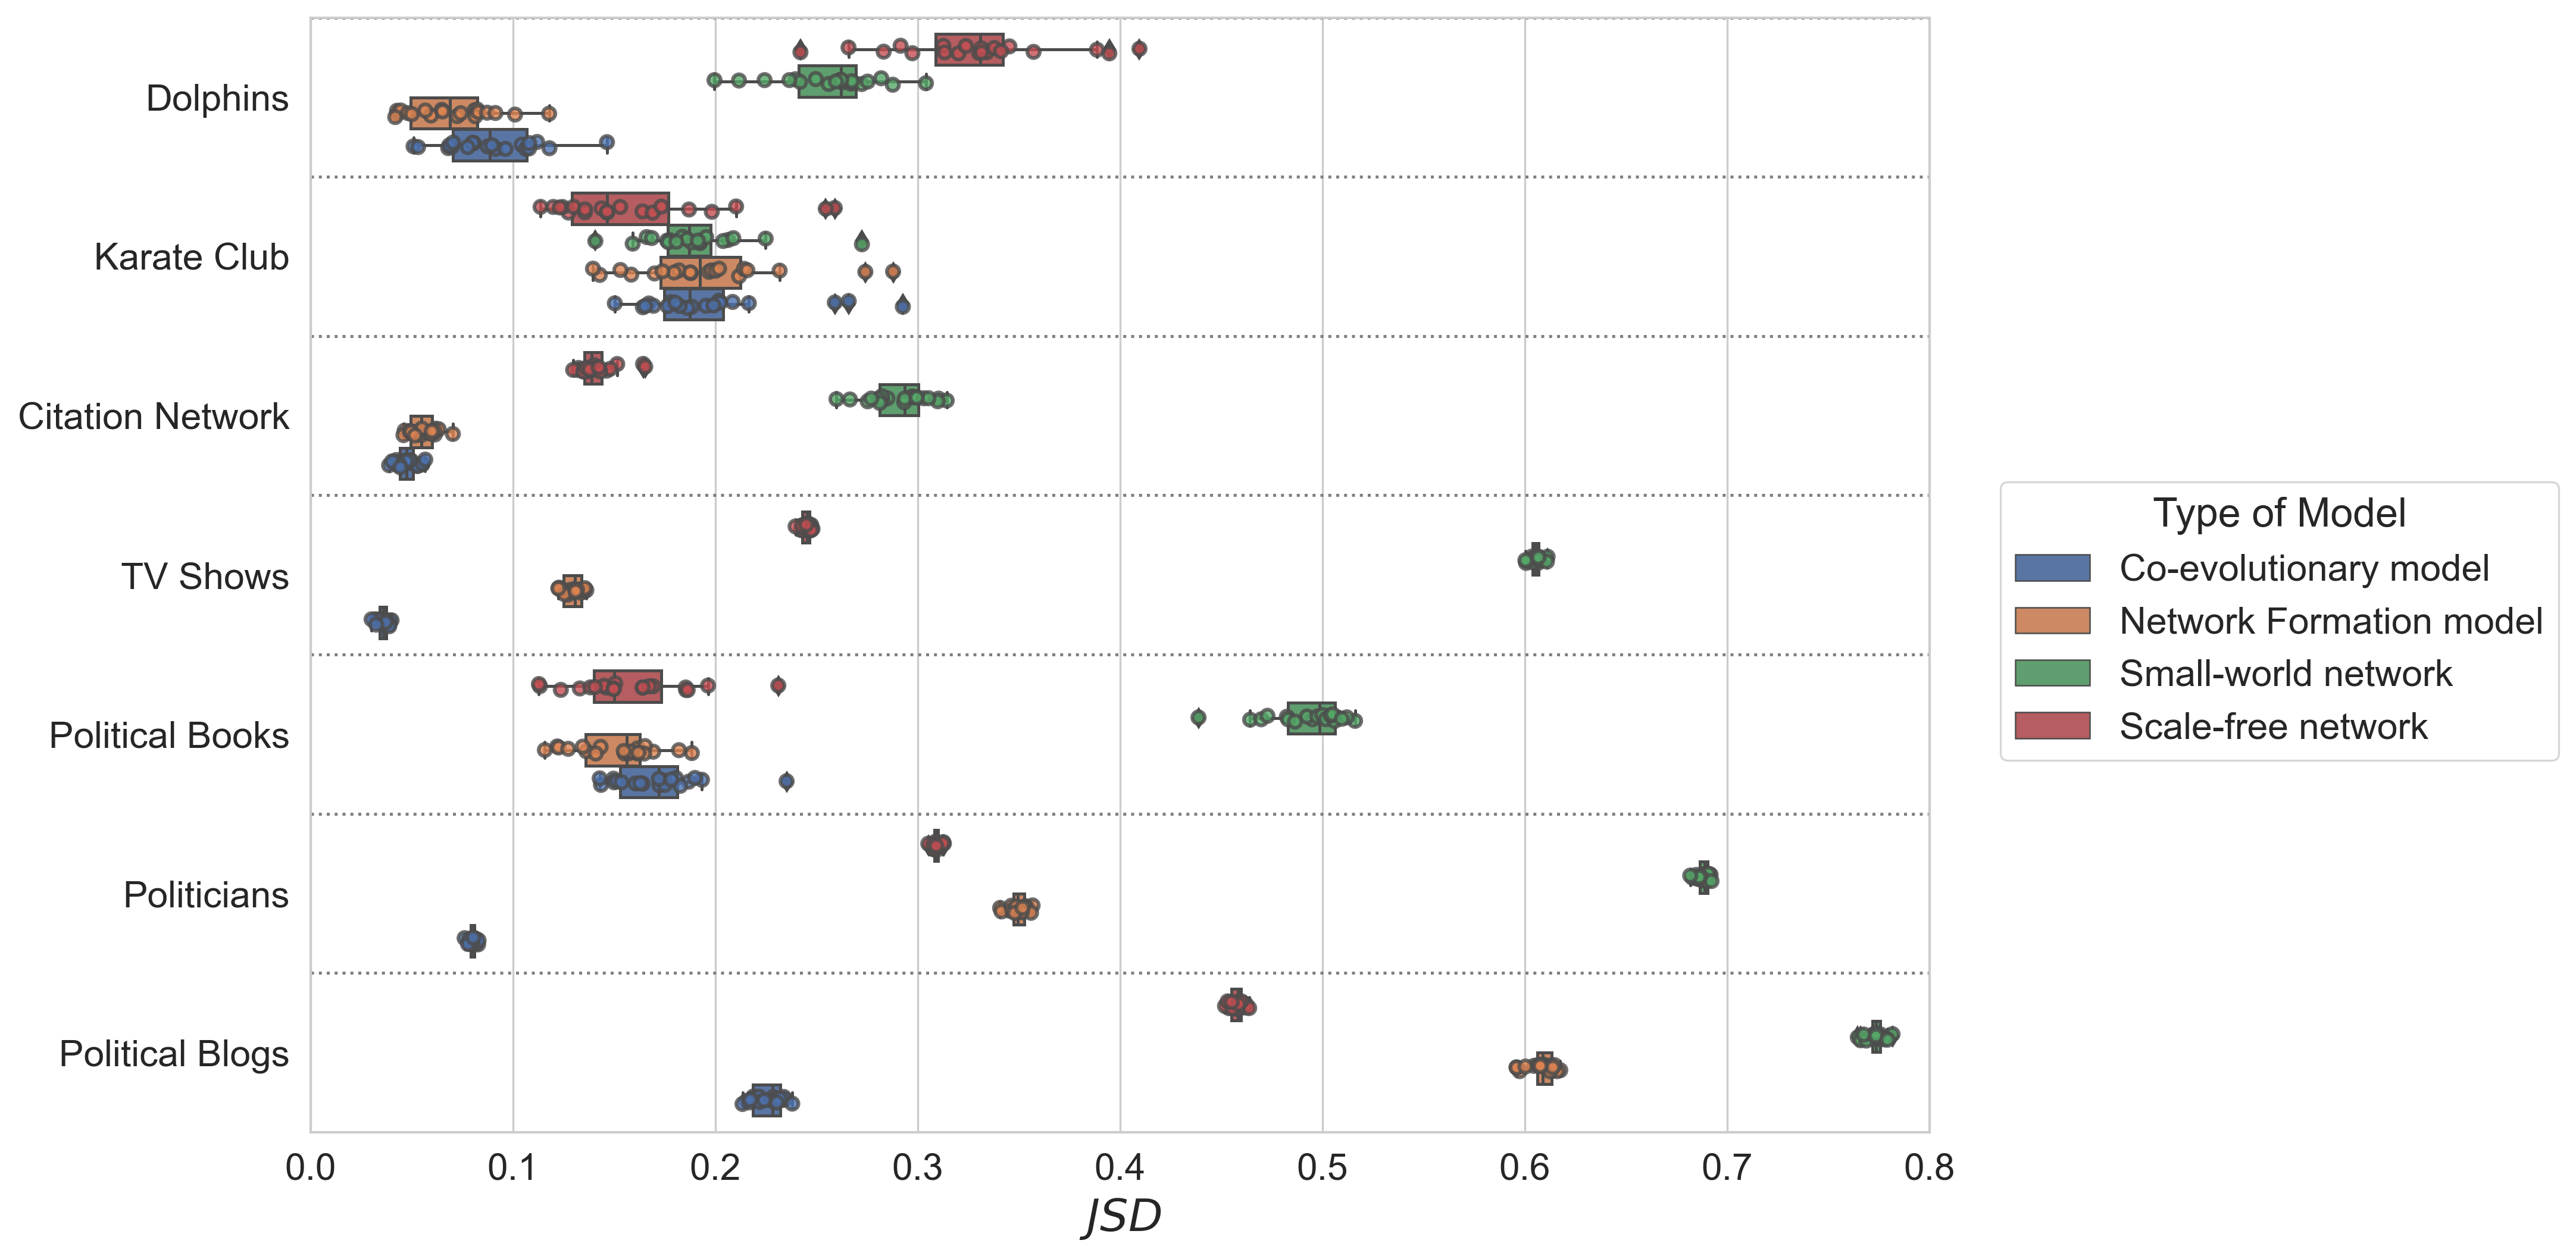 Dolphins
Karate Club
Citation Network
TV Shows
Political Books
Politicians
Political Blogs
0.0 0.1 0.2 0.3 0.4 0.5 0.6 0.7 0.8
JSD
Type of Model
Co-evolutionary model
Network Formation model
Small-world network
Scale-free network